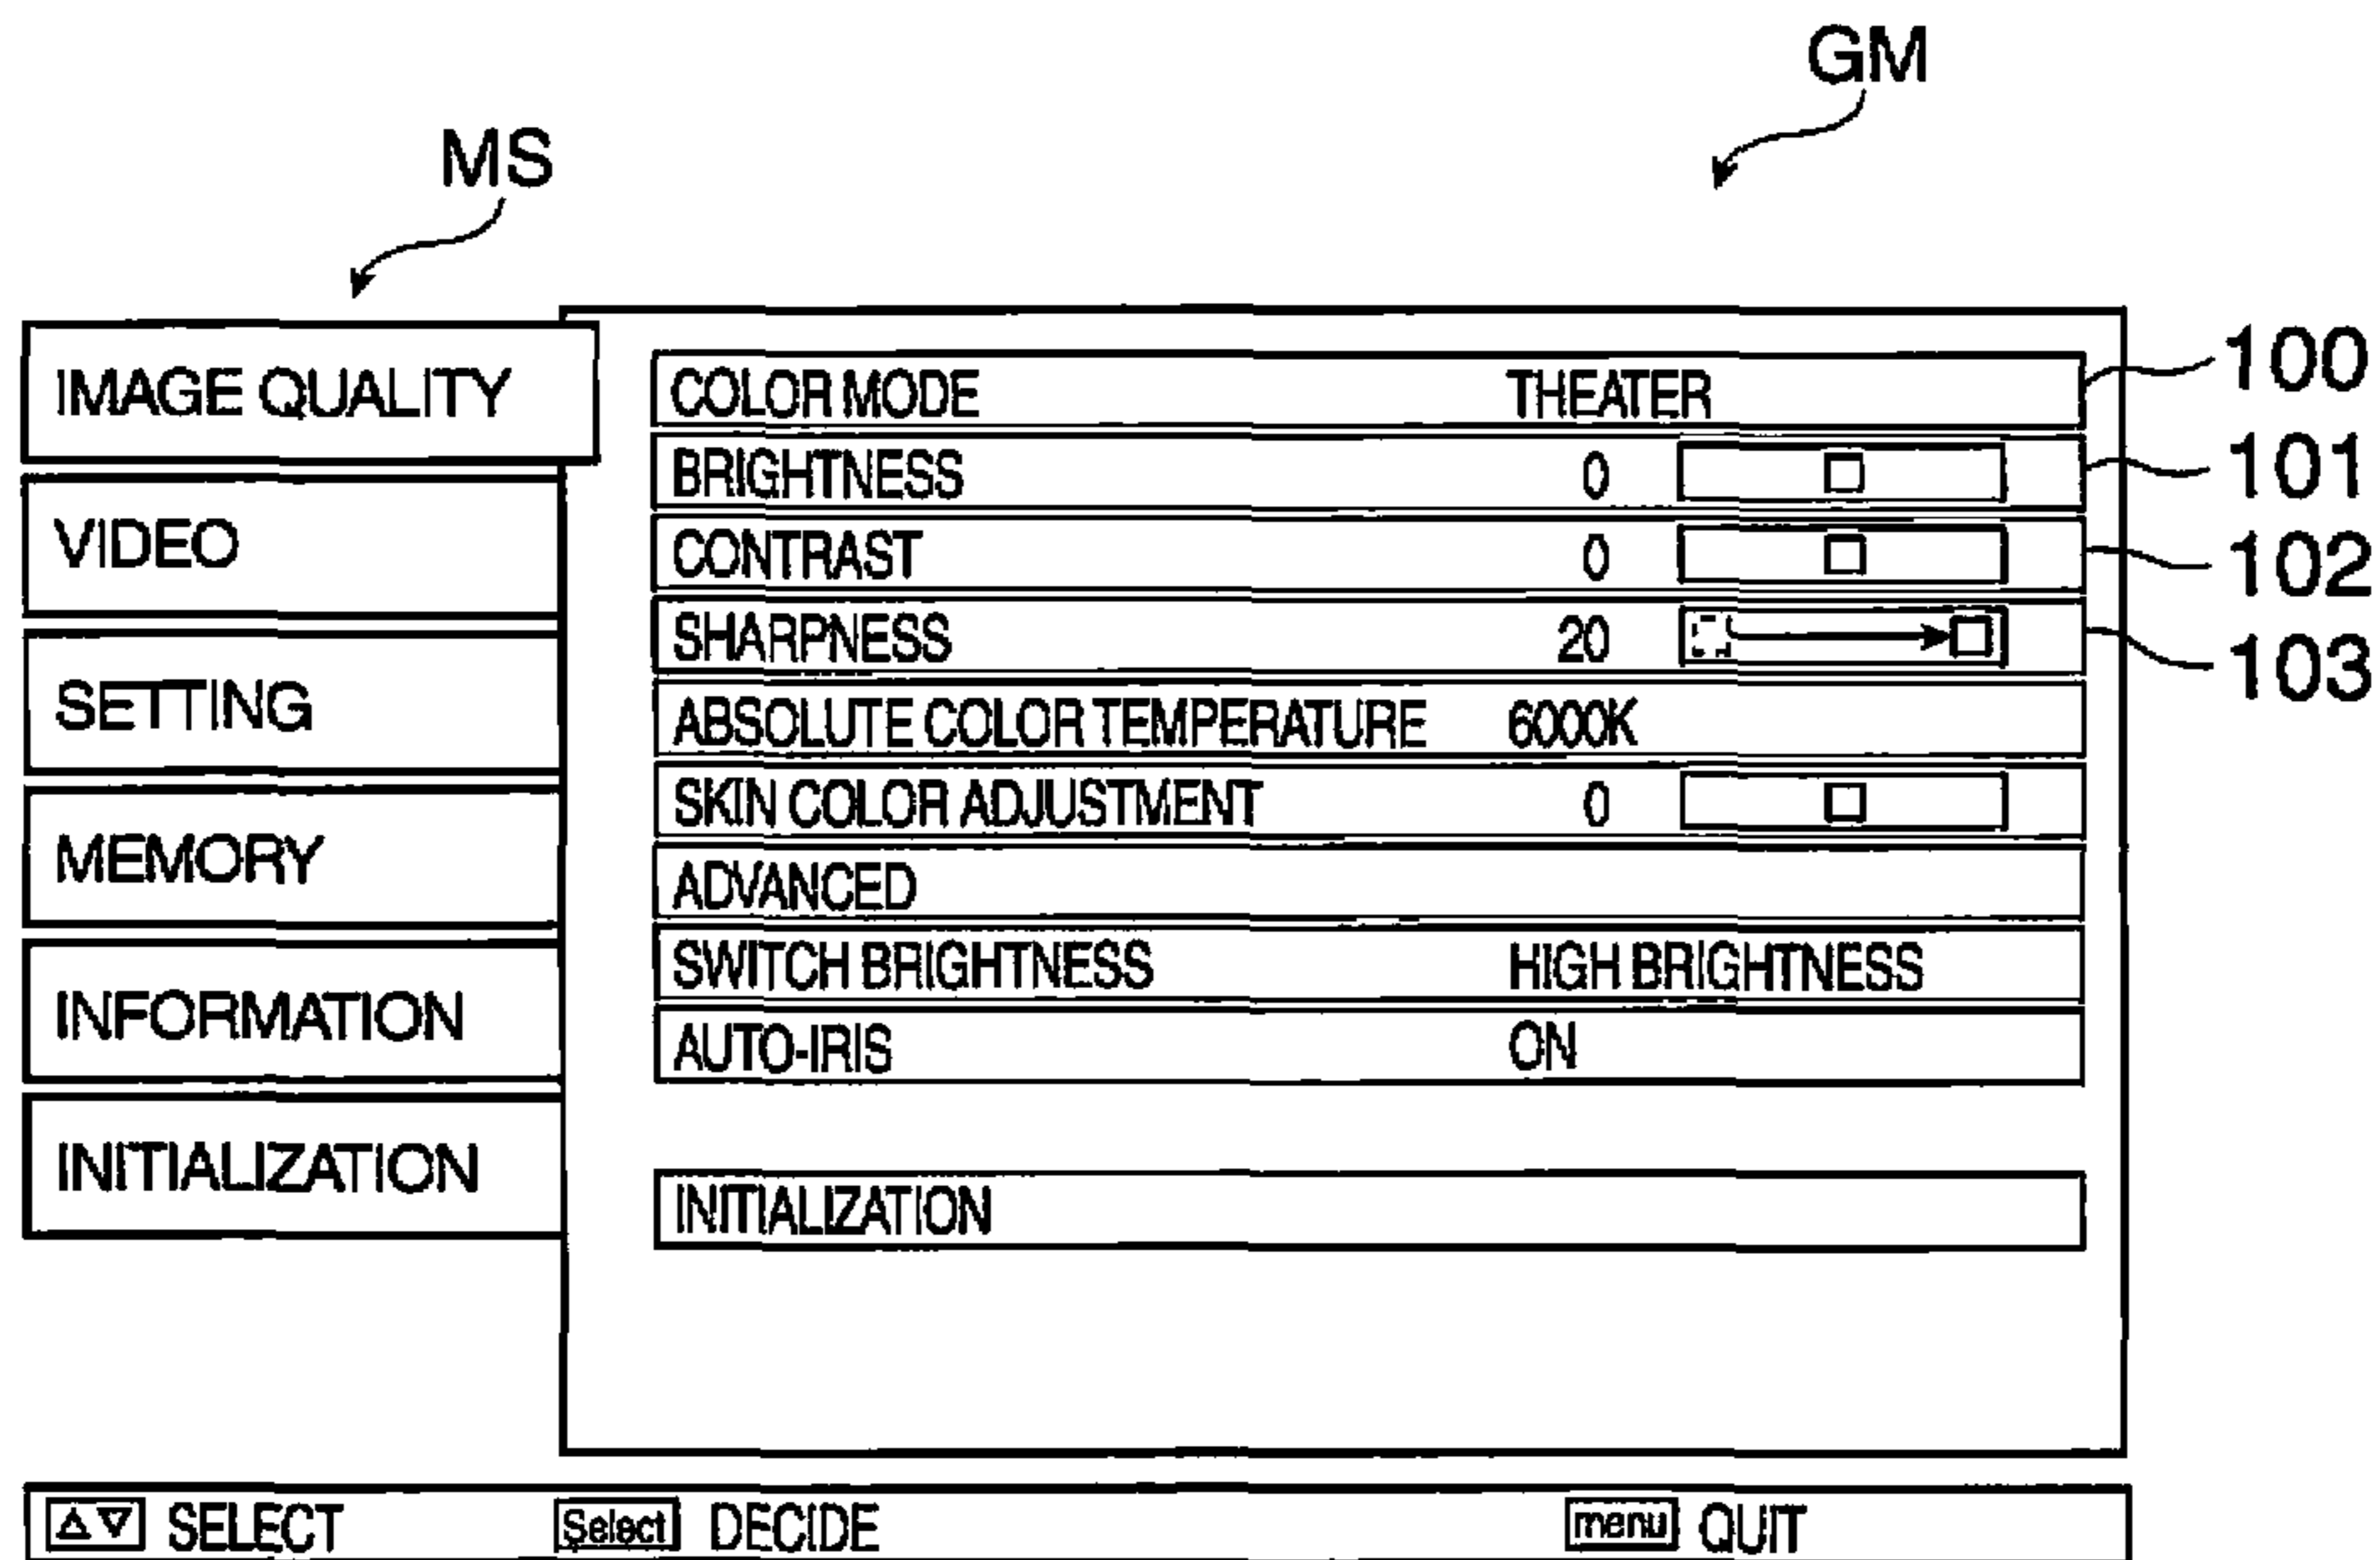 GM
MS
IMAGE QUALITY
VIDEO
SETTING
MEMORY
INFORMATION
INITIALIZATION
COLOR MODE THEATER 100
BRIGHTNESS 0 101
CONTRAST 0 102
SHARPNESS 20 103
ABSOLUTE COLOR TEMPERATURE 6000K
SKIN COLOR ADJUSTMENT 0
ADVANCED
SWITCH BRIGHTNESS HIGH BRIGHTNESS
AUTO-IRIS ON
INITIALIZATION
SELECT Select DECIDE menu QUIT